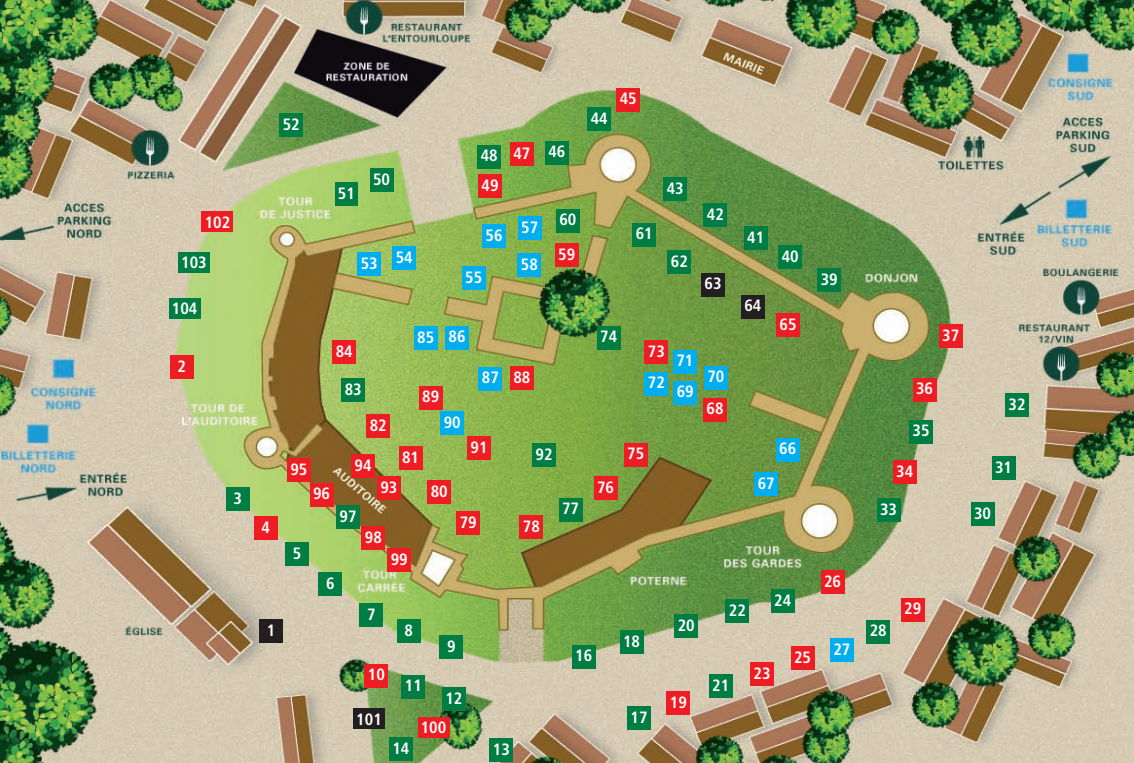 RESTAURANT
L'ENTOURLOUPE
ZONE DE
RESTAURATION
MAIRIE
CONSIGNE
SUD
ACCES
PARKING
SUD
TOILETTES
PIZZERIA
45
44
52
48
47
46
49
50
51
43
42
41
40
39
TOUR
DE JUSTICE
102
ACCES
PARKING
NORD
BILLETTERIE
SUD
ENTRÉE
SUD
103
104
53
54
56
57
60
61
55
58
59
62
63
64
65
DONJON
BOULANGERIE
RESTAURANT
12/VIN
37
2
84
85
86
74
73
71
87
88
72
70
69
68
36
CONSIGNE
NORD
83
89
90
32
TOUR DE
L'AUDITOIRE
82
91
92
75
66
35
BILLETTERIE
NORD
95
94
81
34
31
ENTRÉE
NORD
96
93
AUDITOIRE
80
76
67
3
97
79
78
77
33
30
4
98
5
99
TOUR
CARRÉE
TOUR
DES GARDES
6
POTERNE
26
7
24
22
29
ÉGLISE
1
8
20
28
9
18
27
16
25
10
23
11
21
12
19
101
100
17
14
13